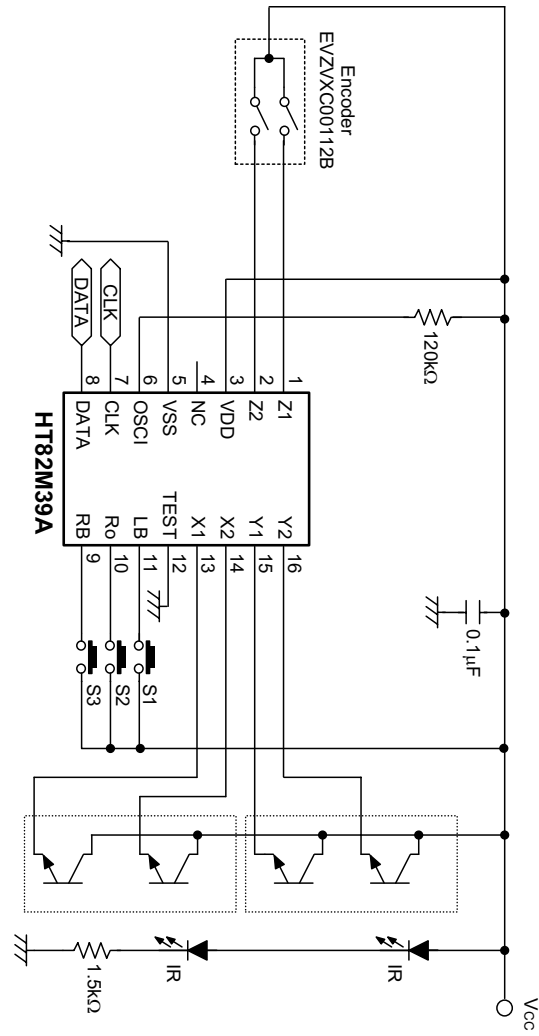 Encoder
EVZVXC00112B
CLK
DATA
120kΩ
0.1μF
Vcc
1 Z1
2 Z2
3 VDD
4 NC
5 VSS
6 OSCI
7 CLK
8 DATA
HT82M39A
Y2 16
Y1 15
X2 14
X1 13
TEST 12
LB 11
Ro 10
RB 9
S1
S2
S3
IR
IR
1.5kΩ